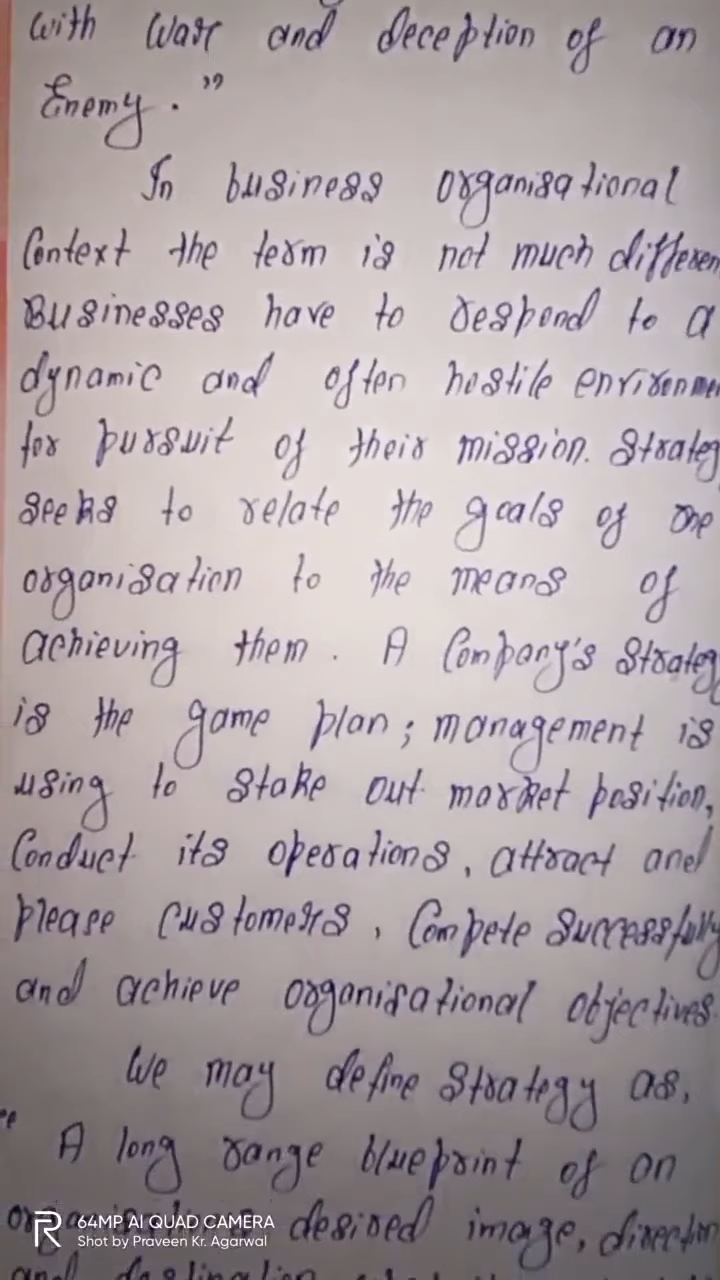 with War and deception of an
Enemy."
In business organisational
Context the term is not much differen
Businesses have to respond to a
dynamic and often hostile environmen
for pursuit of their mission. Strateg
seeks to relate the goals of the
organisation to the means of
achieving them. A Company's Strateg
is the game plan; management is
using to stake out market position,
Conduct its operations, attract and
please customers, Compete Successfully
and achieve organisational objectives.
We may define Strategy as,
"A long range blueprint of an
desired image, direction
and destination
64MP AI QUAD CAMERA
Shot by Praveen Kr. Agarwal